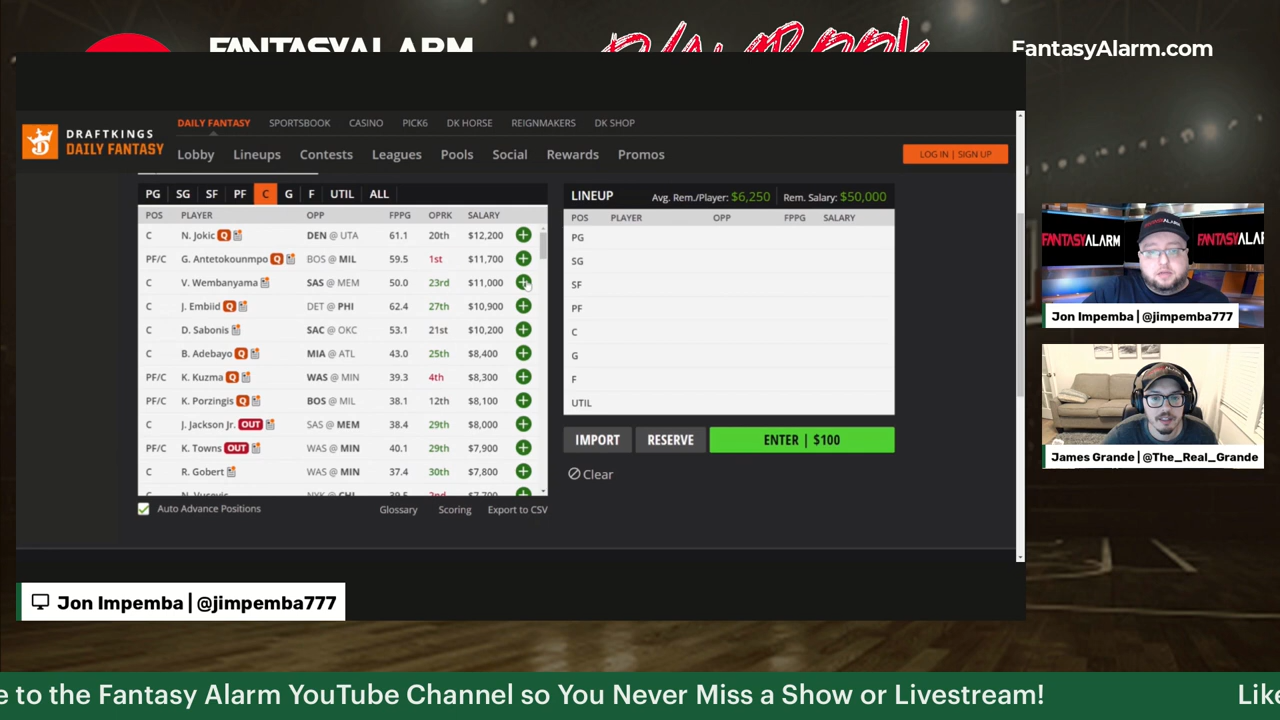 FANTASYALARM
PLAYBOOK
FantasyAlarm.com
DRAFTKINGS
DAILY FANTASY
DAILY FANTASY SPORTSBOOK CASINO PICK6 DK HORSE REIGNMAKERS DK SHOP
Lobby Lineups Contests Leagues Pools Social Rewards Promos
LOG IN | SIGN UP
PG SG SF PF C G F UTIL ALL
POS PLAYER OPP FPPG OPRK SALARY
C N. Jokic Q DEN @ UTA 61.1 20th $12,200
PF/C G. Antetokounmpo Q BOS @ MIL 59.5 1st $11,700
C V. Wembanyama SAS @ MEM 50.0 23rd $11,000
C J. Embiid Q DET @ PHI 62.4 27th $10,900
C D. Sabonis SAC @ OKC 53.1 21st $10,200
C B. Adebayo Q MIA @ ATL 43.0 25th $8,400
PF/C K. Kuzma Q WAS @ MIN 39.3 4th $8,300
PF/C K. Porzingis Q BOS @ MIL 38.1 12th $8,100
C J. Jackson Jr. OUT SAS @ MEM 38.4 29th $8,000
PF/C K. Towns OUT WAS @ MIN 40.1 29th $7,900
C R. Gobert WAS @ MIN 37.4 30th $7,800
C N. Vucevic NYK @ CHI 39.5 2nd $7,700
Auto Advance Positions Glossary Scoring Export to CSV
LINEUP Avg. Rem./Player: $6,250 Rem. Salary: $50,000
POS PLAYER OPP FPPG SALARY
PG
SG
SF
PF
C
G
F
UTIL
IMPORT RESERVE ENTER | $100
Clear
FANTASYALARM
Jon Impemba | @jimpemba777
James Grande | @The_Real_Grande
Jon Impemba | @jimpemba777
e to the Fantasy Alarm YouTube Channel so You Never Miss a Show or Livestream! Like